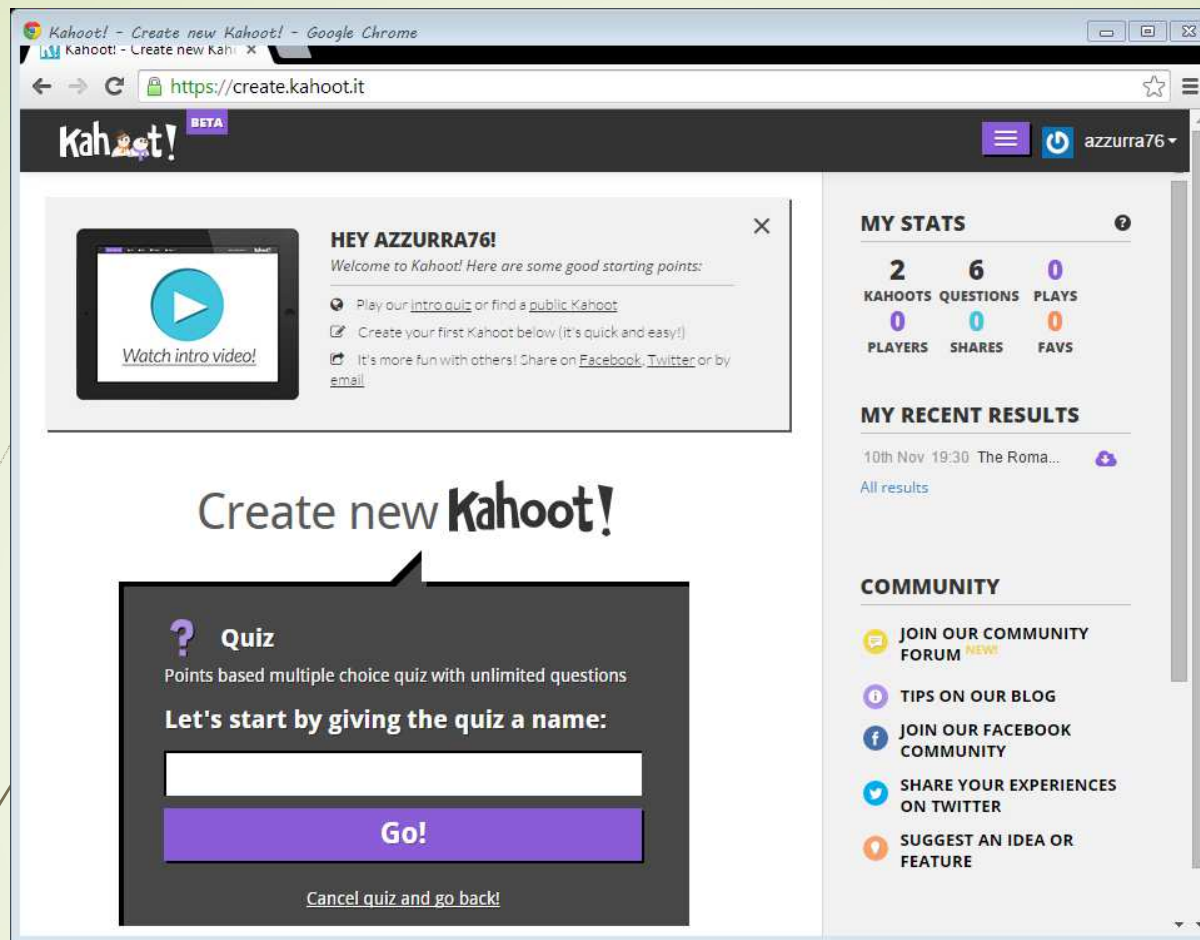 Kahoot! - Create new Kahoot! - Google Chrome
Kahoot! - Create new Kah
https://create.kahoot.it
Kahoot! BETA
azzurra76
HEY AZZURRA76!
Welcome to Kahoot! Here are some good starting points:
Play our intro quiz or find a public Kahoot
Create your first Kahoot below (it's quick and easy!)
It's more fun with others! Share on Facebook, Twitter or by
email
Watch intro video!
Create new Kahoot!
? Quiz
Points based multiple choice quiz with unlimited questions
Let's start by giving the quiz a name:
Go!
Cancel quiz and go back!
MY STATS
2 6 0
KAHOOTS QUESTIONS PLAYS
0 0 0
PLAYERS SHARES FAVS
MY RECENT RESULTS
10th Nov 19:30 The Roma...
All results
COMMUNITY
JOIN OUR COMMUNITY
FORUM NEW!
TIPS ON OUR BLOG
JOIN OUR FACEBOOK
COMMUNITY
SHARE YOUR EXPERIENCES
ON TWITTER
SUGGEST AN IDEA OR
FEATURE